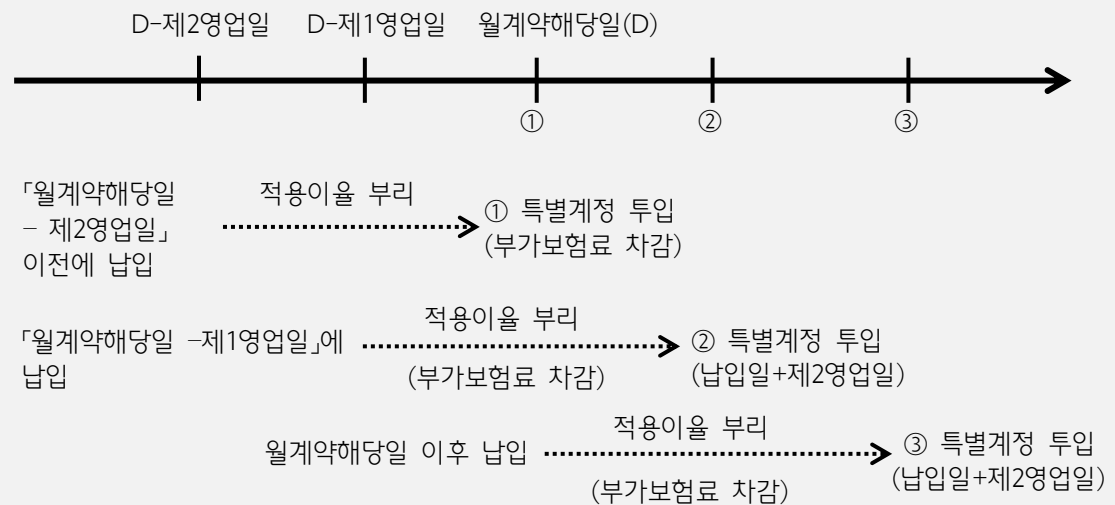 D-제2영업일 D-제1영업일 월계약해당일(D)
① ② ③
「월계약해당일
- 제2영업일」
이전에 납입
적용이율 부리
① 특별계정 투입
(부가보험료 차감)
「월계약해당일 -제1영업일」에
납입
적용이율 부리
(부가보험료 차감)
② 특별계정 투입
(납입일+제2영업일)
월계약해당일 이후 납입
적용이율 부리
(부가보험료 차감)
③ 특별계정 투입
(납입일+제2영업일)